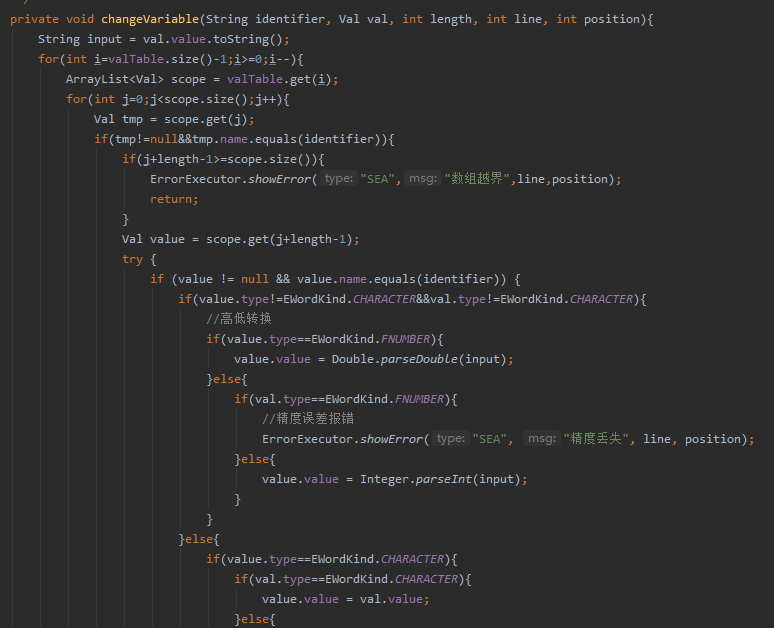 private void changeVariable(String identifier, Val val, int length, int line, int position){
String input = val.value.toString();
for(int i=valTable.size()-1;i>=0;i--){
ArrayList<Val> scope = valTable.get(i);
for(int j=0;j<scope.size();j++){
Val tmp = scope.get(j);
if(tmp!=null&&tmp.name.equals(identifier)){
if(j+length-1>=scope.size()){
ErrorExecutor.showError( type: "SEA", msg: "数组越界",line,position);
return;
}
Val value = scope.get(j+length-1);
try {
if (value != null && value.name.equals(identifier)) {
if(value.type!=EWordKind.CHARACTER&&val.type!=EWordKind.CHARACTER){
//高低转换
if(value.type==EWordKind.FNUMBER){
value.value = Double.parseDouble(input);
}else{
if(val.type==EWordKind.FNUMBER){
//精度误差报错
ErrorExecutor.showError( type: "SEA", msg: "精度丢失", line, position);
}else{
value.value = Integer.parseInt(input);
}
}
}else{
if(value.type==EWordKind.CHARACTER){
if(val.type==EWordKind.CHARACTER){
value.value = val.value;
}else{